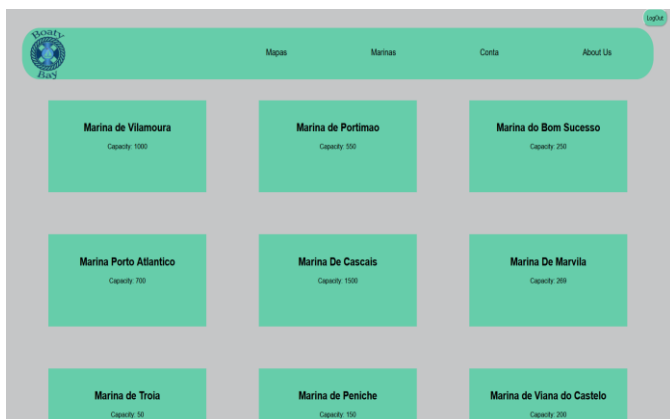 LogOut
Boaty
Bay
Mapas Marinas Conta About Us
Marina de Vilamoura
Capacity: 1000
Marina de Portimao
Capacity: 550
Marina do Bom Sucesso
Capacity: 250
Marina Porto Atlantico
Capacity: 700
Marina De Cascais
Capacity: 1500
Marina De Marvila
Capacity: 269
Marina de Troia
Capacity: 50
Marina de Peniche
Capacity: 150
Marina de Viana do Castelo
Capacity: 200